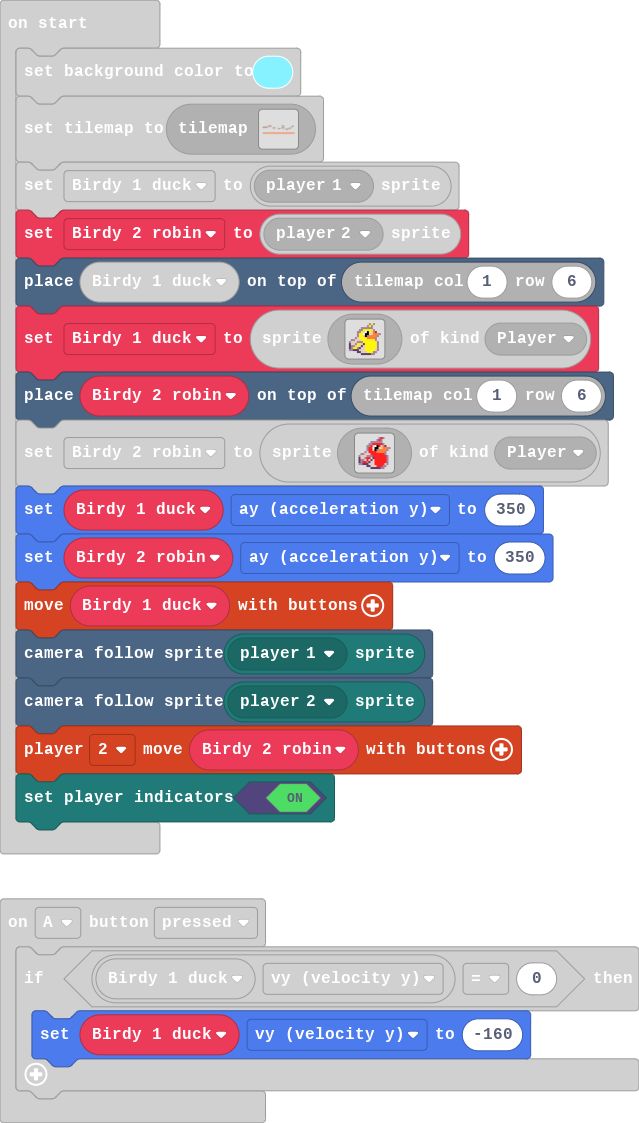 on start
set background color to
set tilemap to tilemap
set Birdy 1 duck to player 1 sprite
set Birdy 2 robin to player 2 sprite
place Birdy 1 duck on top of tilemap col 1 row 6
set Birdy 1 duck to sprite of kind Player
place Birdy 2 robin on top of tilemap col 1 row 6
set Birdy 2 robin to sprite of kind Player
set Birdy 1 duck ay (acceleration y) to 350
set Birdy 2 robin ay (acceleration y) to 350
move Birdy 1 duck with buttons
camera follow sprite player 1 sprite
camera follow sprite player 2 sprite
player 2 move Birdy 2 robin with buttons
set player indicators ON
on A button pressed
if Birdy 1 duck vy (velocity y) = 0 then
set Birdy 1 duck vy (velocity y) to -160